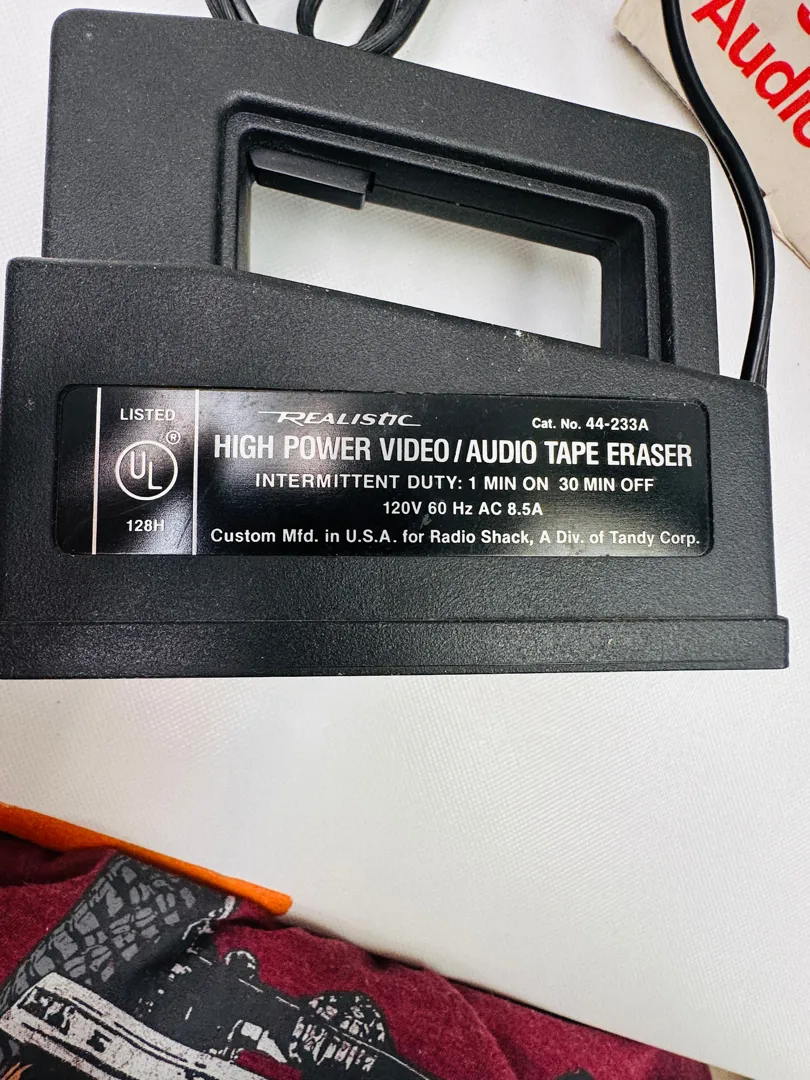 Audio
LISTED
UL
®
128H
REALISTIC
Cat. No. 44-233A
HIGH POWER VIDEO/AUDIO TAPE ERASER
INTERMITTENT DUTY: 1 MIN ON 30 MIN OFF
120V 60 Hz AC 8.5A
Custom Mfd. in U.S.A. for Radio Shack, A Div. of Tandy Corp.